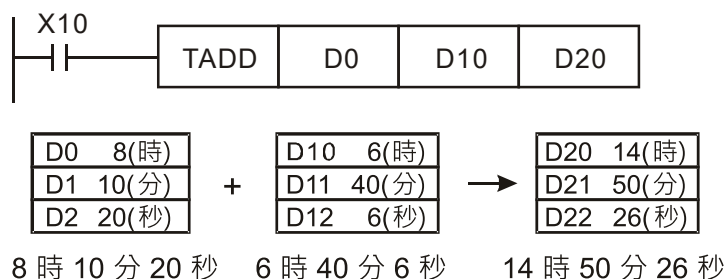 X10
TADD D0 D10 D20
D0 8(時) D10 6(時) D20 14(時)
D1 10(分) + D11 40(分) → D21 50(分)
D2 20(秒) D12 6(秒) D22 26(秒)
8 時 10 分 20 秒 6 時 40 分 6 秒 14 時 50 分 26 秒